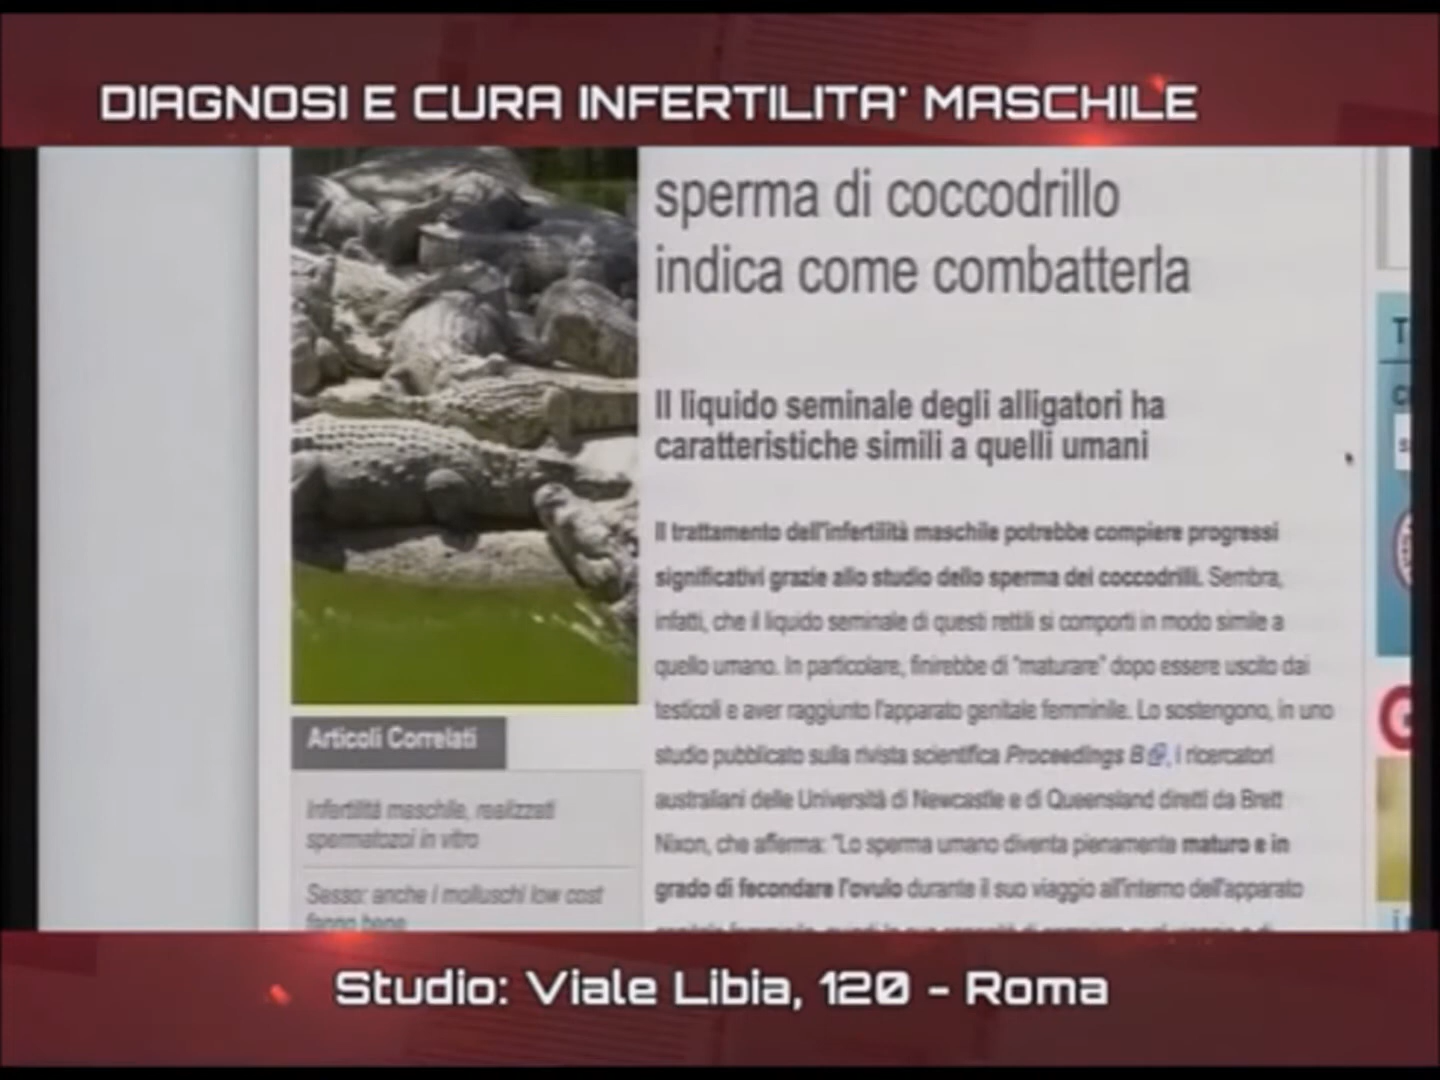 DIAGNOSI E CURA INFERTILITA' MASCHILE
sperma di coccodrillo
indica come combatterla
Il liquido seminale degli alligatori ha
caratteristiche simili a quelli umani
Il trattamento dell'infertilità maschile potrebbe compiere progressi
significativi grazie allo studio dello sperma dei coccodrilli. Sembra,
infatti, che il liquido seminale di questi rettili si comporti in modo simile a
quello umano. In particolare, finirebbe di "maturare" dopo essere uscito dai
testicoli e aver raggiunto l'apparato genitale femminile. Lo sostengono, in uno
studio pubblicato sulla rivista scientifica Proceedings B, i ricercatori
australiani delle Università di Newcastle e di Queensland diretti da Brett
Nixon, che afferma: "Lo sperma umano diventa pienamente maturo e in
grado di fecondare l'ovulo durante il suo viaggio all'interno dell'apparato
Articoli Correlati
Infertilità maschile, realizzati
spermatozoi in vitro
Sesso: anche i molluschi low cost
fanno bene
Studio: Viale Libia, 120 - Roma